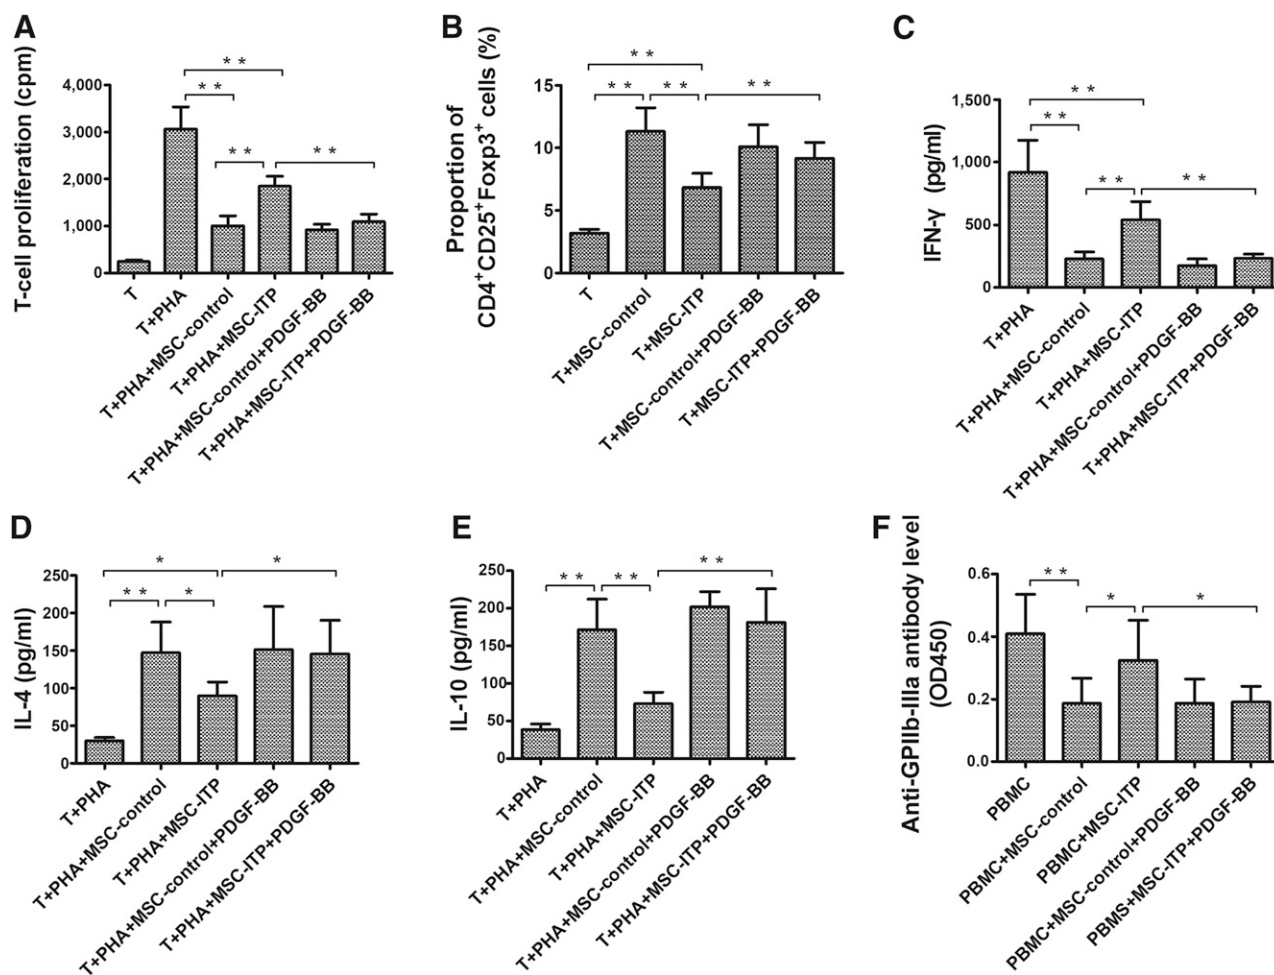 A
T-cell proliferation (cpm)
4,000
3,000
2,000
1,000
0
* *
* *
* *
* *
T
T+PHA
T+PHA+MSC-control
T+PHA+MSC-ITP
T+PHA+MSC-control+PDGF-BB
T+PHA+MSC-ITP+PDGF-BB
B
Proportion of
CD4⁺CD25⁺Foxp3⁺ cells (%)
15
10
5
0
* *
* *
* *
* *
T
T+MSC-control
T+MSC-ITP
T+MSC-control+PDGF-BB
T+MSC-ITP+PDGF-BB
C
IFN-γ (pg/ml)
1,500
1,000
500
0
* *
* *
* *
* *
T+PHA
T+PHA+MSC-control
T+PHA+MSC-ITP
T+PHA+MSC-control+PDGF-BB
T+PHA+MSC-ITP+PDGF-BB
D
IL-4 (pg/ml)
250
200
150
100
50
0
*
*
* *
*
T+PHA
T+PHA+MSC-control
T+PHA+MSC-ITP
T+PHA+MSC-control+PDGF-BB
T+PHA+MSC-ITP+PDGF-BB
E
IL-10 (pg/ml)
250
200
150
100
50
0
* *
* *
* *
T+PHA
T+PHA+MSC-control
T+PHA+MSC-ITP
T+PHA+MSC-control+PDGF-BB
T+PHA+MSC-ITP+PDGF-BB
F
Anti-GPIIb-IIIa antibody level
(OD450)
0.6
0.4
0.2
0.0
* *
*
*
PBMC
PBMC+MSC-control
PBMC+MSC-ITP
PBMC+MSC-control+PDGF-BB
PBMS+MSC-ITP+PDGF-BB